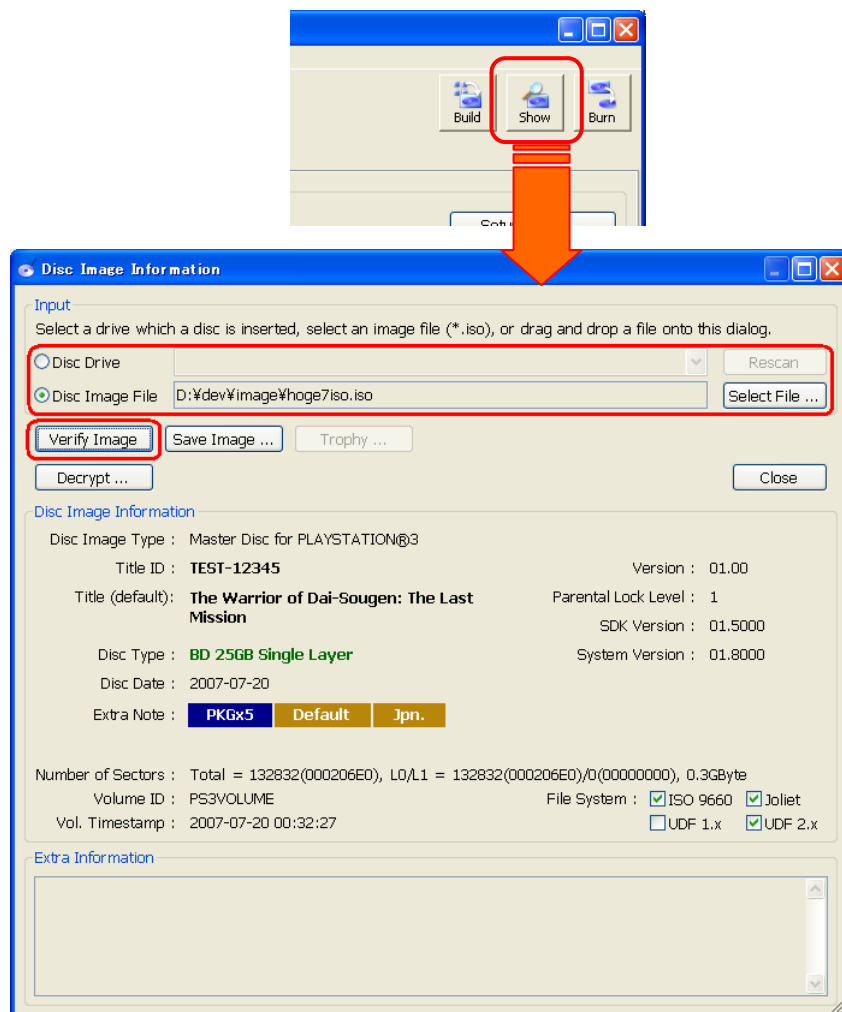 Build Show Burn
Disc Image Information
Input
Select a drive which a disc is inserted, select an image file (*.iso), or drag and drop a file onto this dialog.
Disc Drive Rescan
Disc Image File D:¥dev¥image¥hoge7iso.iso Select File ...
Verify Image Save Image ... Trophy ...
Decrypt ... Close
Disc Image Information
Disc Image Type : Master Disc for PLAYSTATION®3
Title ID : TEST-12345 Version : 01.00
Title (default): The Warrior of Dai-Sougen: The Last Parental Lock Level : 1
Mission SDK Version : 01.5000
Disc Type : BD 25GB Single Layer System Version : 01.8000
Disc Date : 2007-07-20
Extra Note : PKGx5 Default Jpn.
Number of Sectors : Total = 132832(000206E0), L0/L1 = 132832(000206E0)/0(00000000), 0.3GByte
Volume ID : PS3VOLUME File System : ISO 9660 Joliet
Vol. Timestamp : 2007-07-20 00:32:27 UDF 1.x UDF 2.x
Extra Information